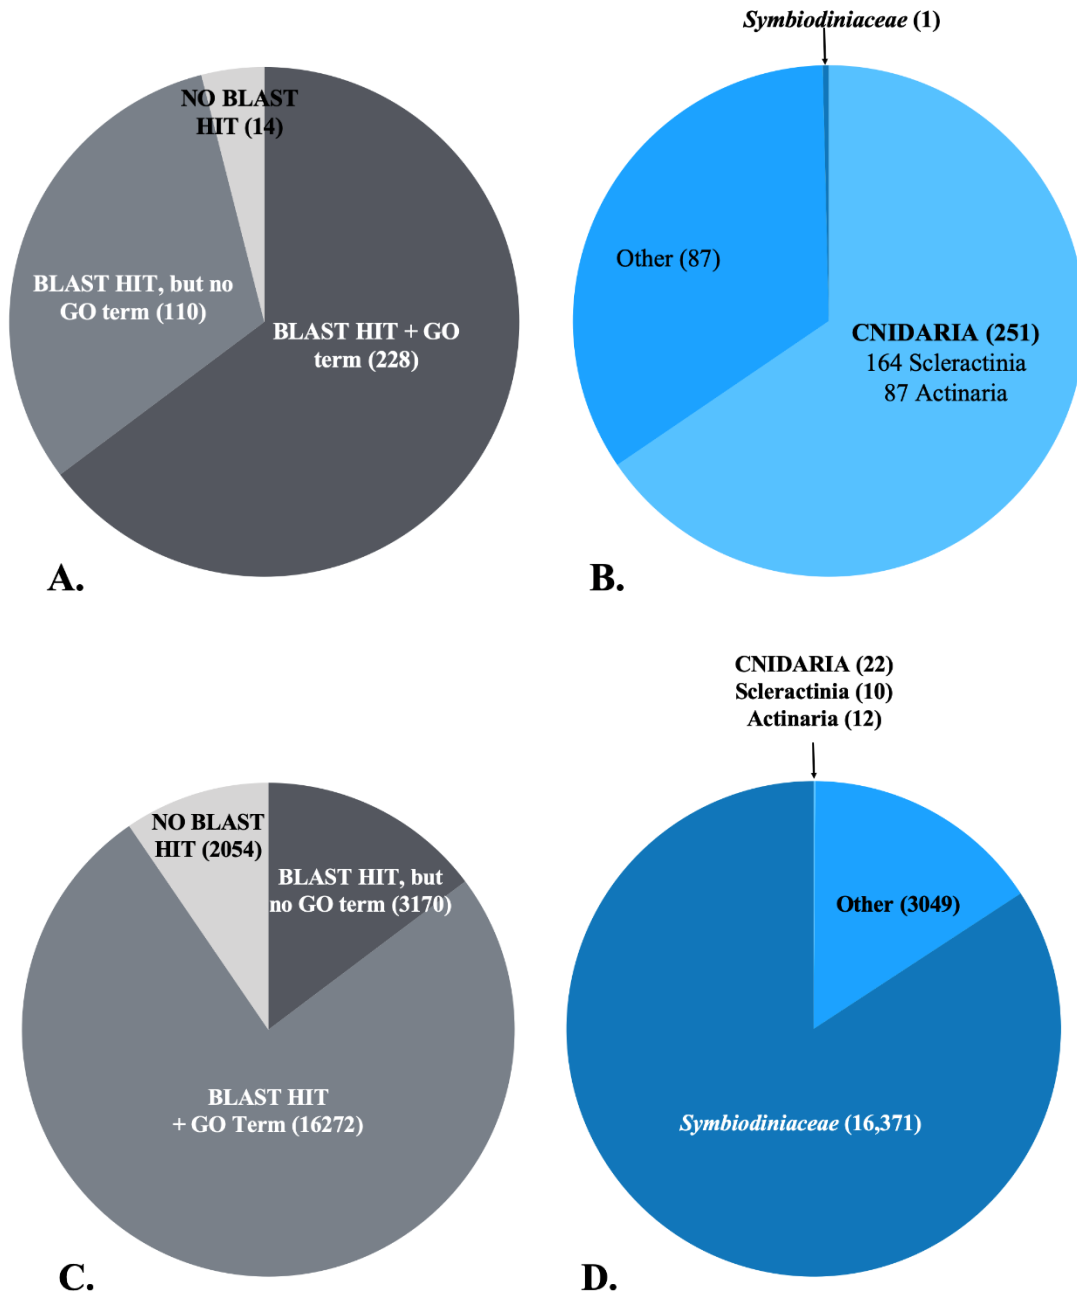 Symbiodiniaceae (1)
NO BLAST
HIT (14)
BLAST HIT, but no
GO term (110)
BLAST HIT + GO
term (228)
Other (87)
CNIDARIA (251)
164 Scleractinia
87 Actinaria
A.
B.
CNIDARIA (22)
Scleractinia (10)
Actinaria (12)
NO BLAST
HIT (2054)
BLAST HIT, but
no GO term (3170)
BLAST HIT
+ GO Term (16272)
Other (3049)
Symbiodiniaceae (16,371)
C.
D.